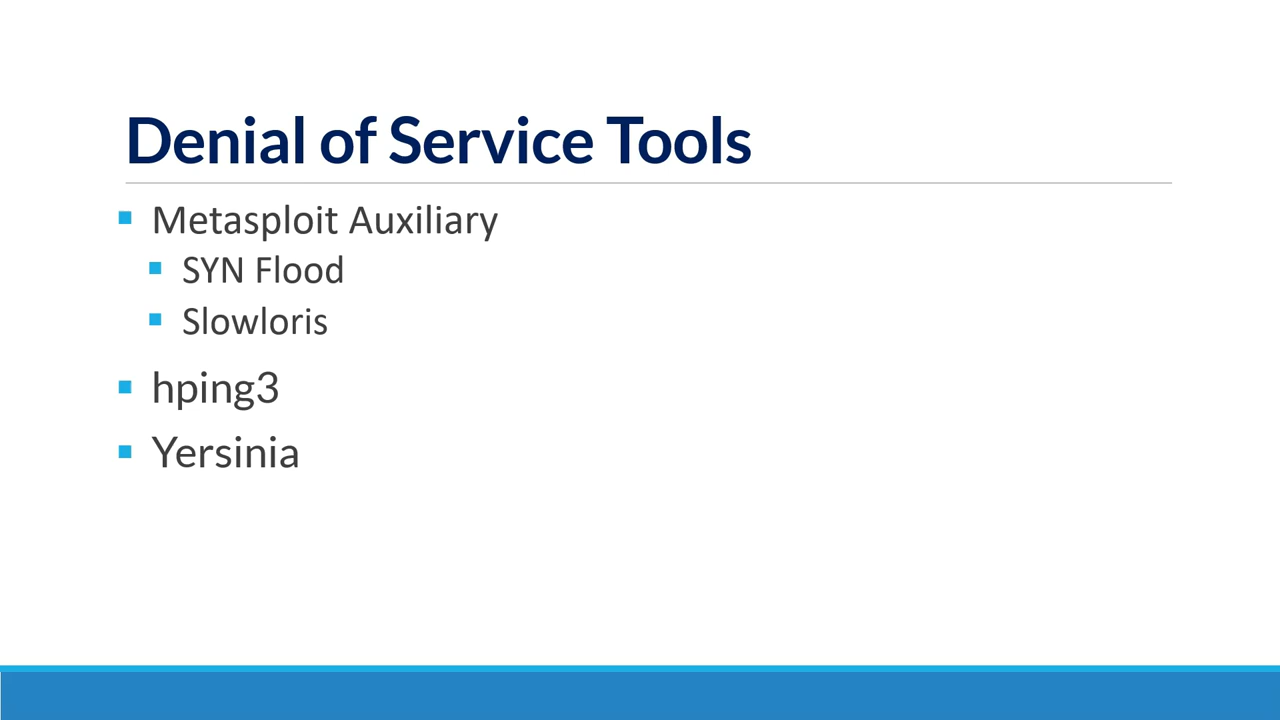 Denial of Service Tools
Metasploit Auxiliary
SYN Flood
Slowloris
hping3
Yersinia